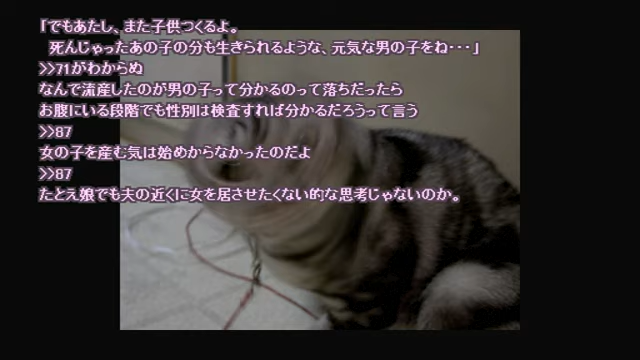 「でもあたし、また子供つくるよ。
死んじゃったあの子の分も生きられるような、元気な男の子をね・・・」
>>71がわからぬ
なんで流産したのが男の子って分かるのって落ちだったら
お腹にいる段階でも性別は検査すれば分かるだろうって言う
>>87
女の子を産む気は始めからなかったのだよ
>>87
たとえ娘でも夫の近くに女を居させたくない的な思考じゃないのか。